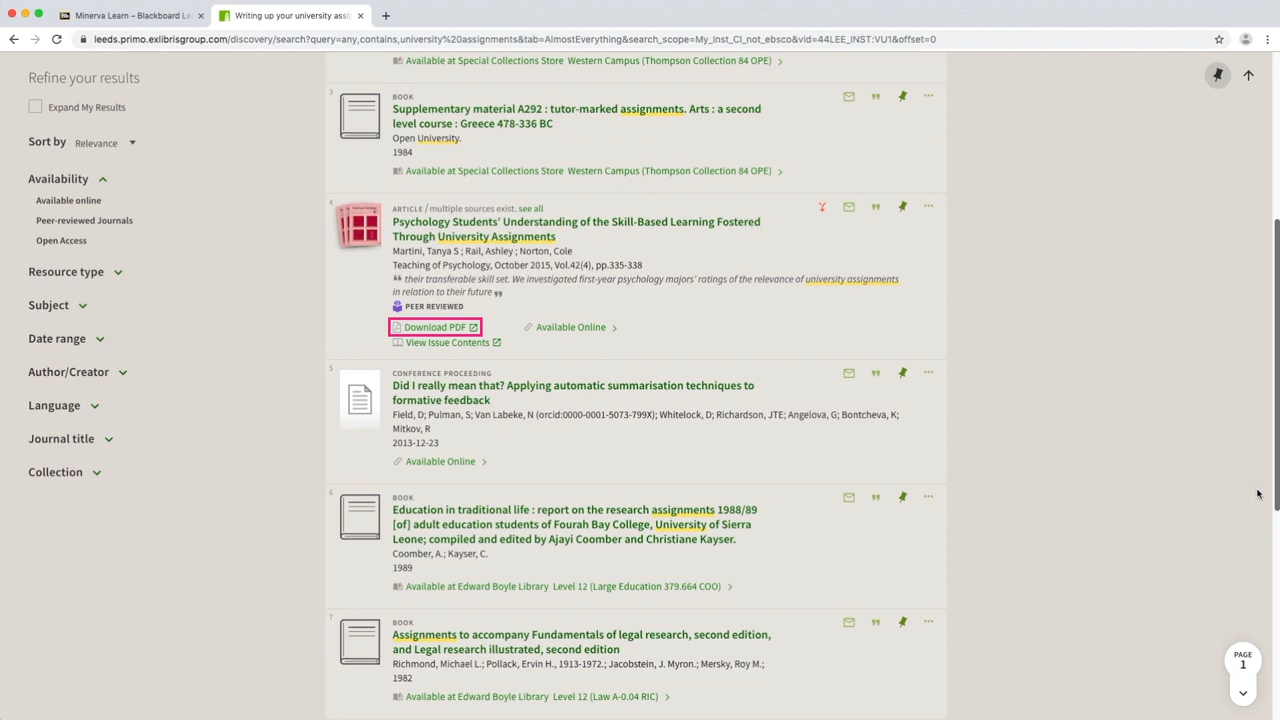 Minerva Learn – Blackboard Le
Writing up your university assig
leeds.primo.exlibrisgroup.com/discovery/search?query=any,contains,university%20assignments&tab=AlmostEverything&search_scope=My_Inst_CI_not_ebsco&vid=44LEE_INST:VU1&offset=0
Refine your results
Expand My Results
Sort by Relevance
Availability
Available online
Peer-reviewed Journals
Open Access
Resource type
Subject
Date range
Author/Creator
Language
Journal title
Collection
Available at Special Collections Store Western Campus (Thompson Collection 84 OPE)
3
BOOK
Supplementary material A292 : tutor-marked assignments. Arts : a second
level course : Greece 478-336 BC
Open University.
1984
Available at Special Collections Store Western Campus (Thompson Collection 84 OPE)
4
ARTICLE / multiple sources exist. see all
Psychology Students’ Understanding of the Skill-Based Learning Fostered
Through University Assignments
Martini, Tanya S ; Rail, Ashley ; Norton, Cole
Teaching of Psychology, October 2015, Vol.42(4), pp.335-338
“ their transferable skill set. We investigated first-year psychology majors’ ratings of the relevance of university assignments
in relation to their future ”
PEER REVIEWED
Download PDF Available Online
View Issue Contents
5
CONFERENCE PROCEEDING
Did I really mean that? Applying automatic summarisation techniques to
formative feedback
Field, D; Pulman, S; Van Labeke, N (orcid:0000-0001-5073-799X); Whitelock, D; Richardson, JTE; Angelova, G; Bontcheva, K;
Mitkov, R
2013-12-23
Available Online
6
BOOK
Education in traditional life : report on the research assignments 1988/89
[of] adult education students of Fourah Bay College, University of Sierra
Leone; compiled and edited by Ajayi Coomber and Christiane Kayser.
Coomber, A.; Kayser, C.
1989
Available at Edward Boyle Library Level 12 (Large Education 379.664 COO)
7
BOOK
Assignments to accompany Fundamentals of legal research, second edition,
and Legal research illustrated, second edition
Richmond, Michael L.; Pollack, Ervin H., 1913-1972.; Jacobstein, J. Myron.; Mersky, Roy M.;
1982
Available at Edward Boyle Library Level 12 (Law A-0.04 RIC)
PAGE
1